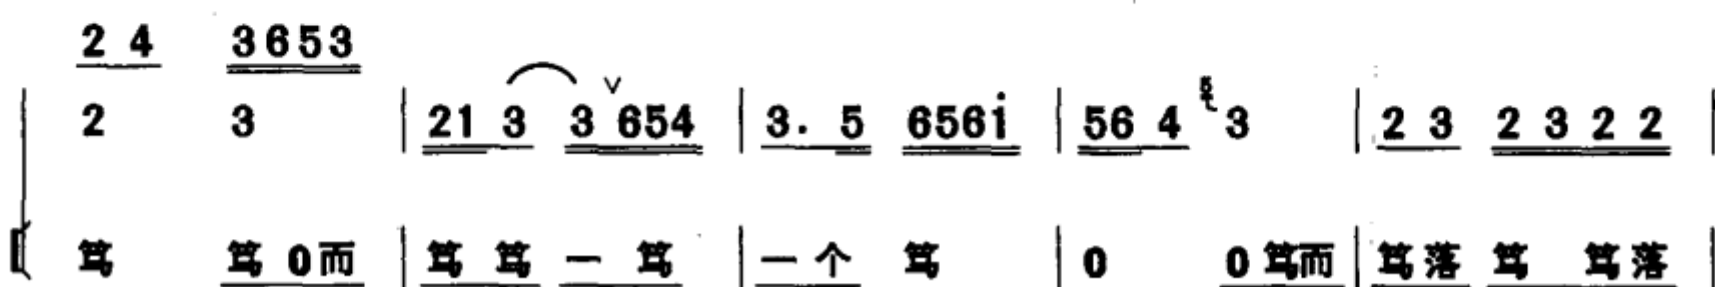 2 4 3653
2 3 | 21 3 3 654 | 3. 5 656i | 56 4 5 3 | 2 3 2 3 2 2 |
笃 笃 0而 | 笃 笃 一 笃 | 一个 笃 | 0 0 笃而 | 笃落 笃 笃落